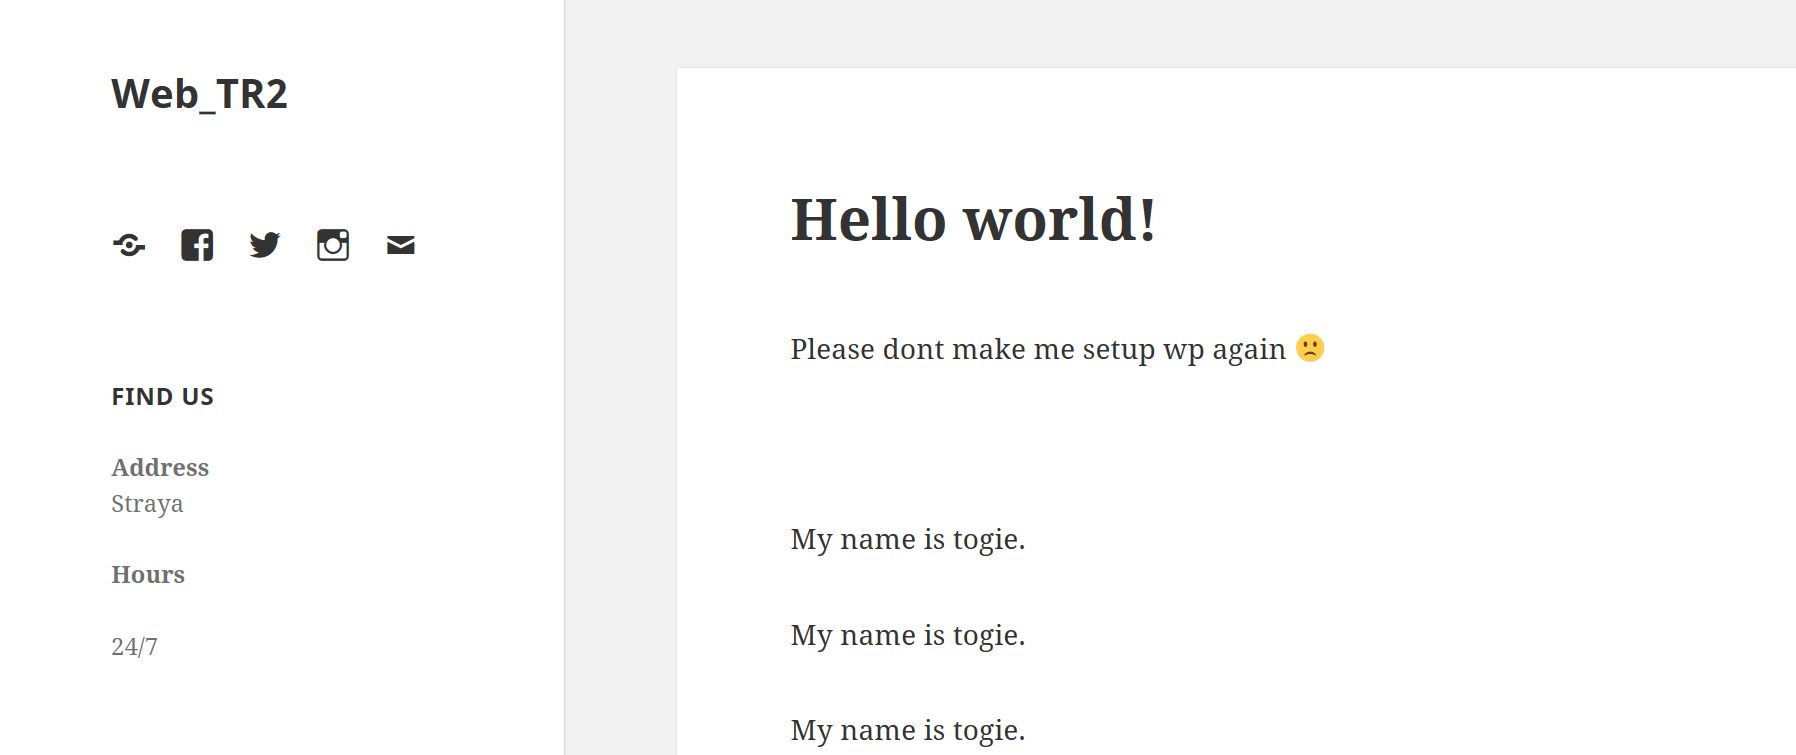 Web_TR2
FIND US
Address
Straya
Hours
24/7
Hello world!
Please dont make me setup wp again 🙁
My name is togie.
My name is togie.
My name is togie.